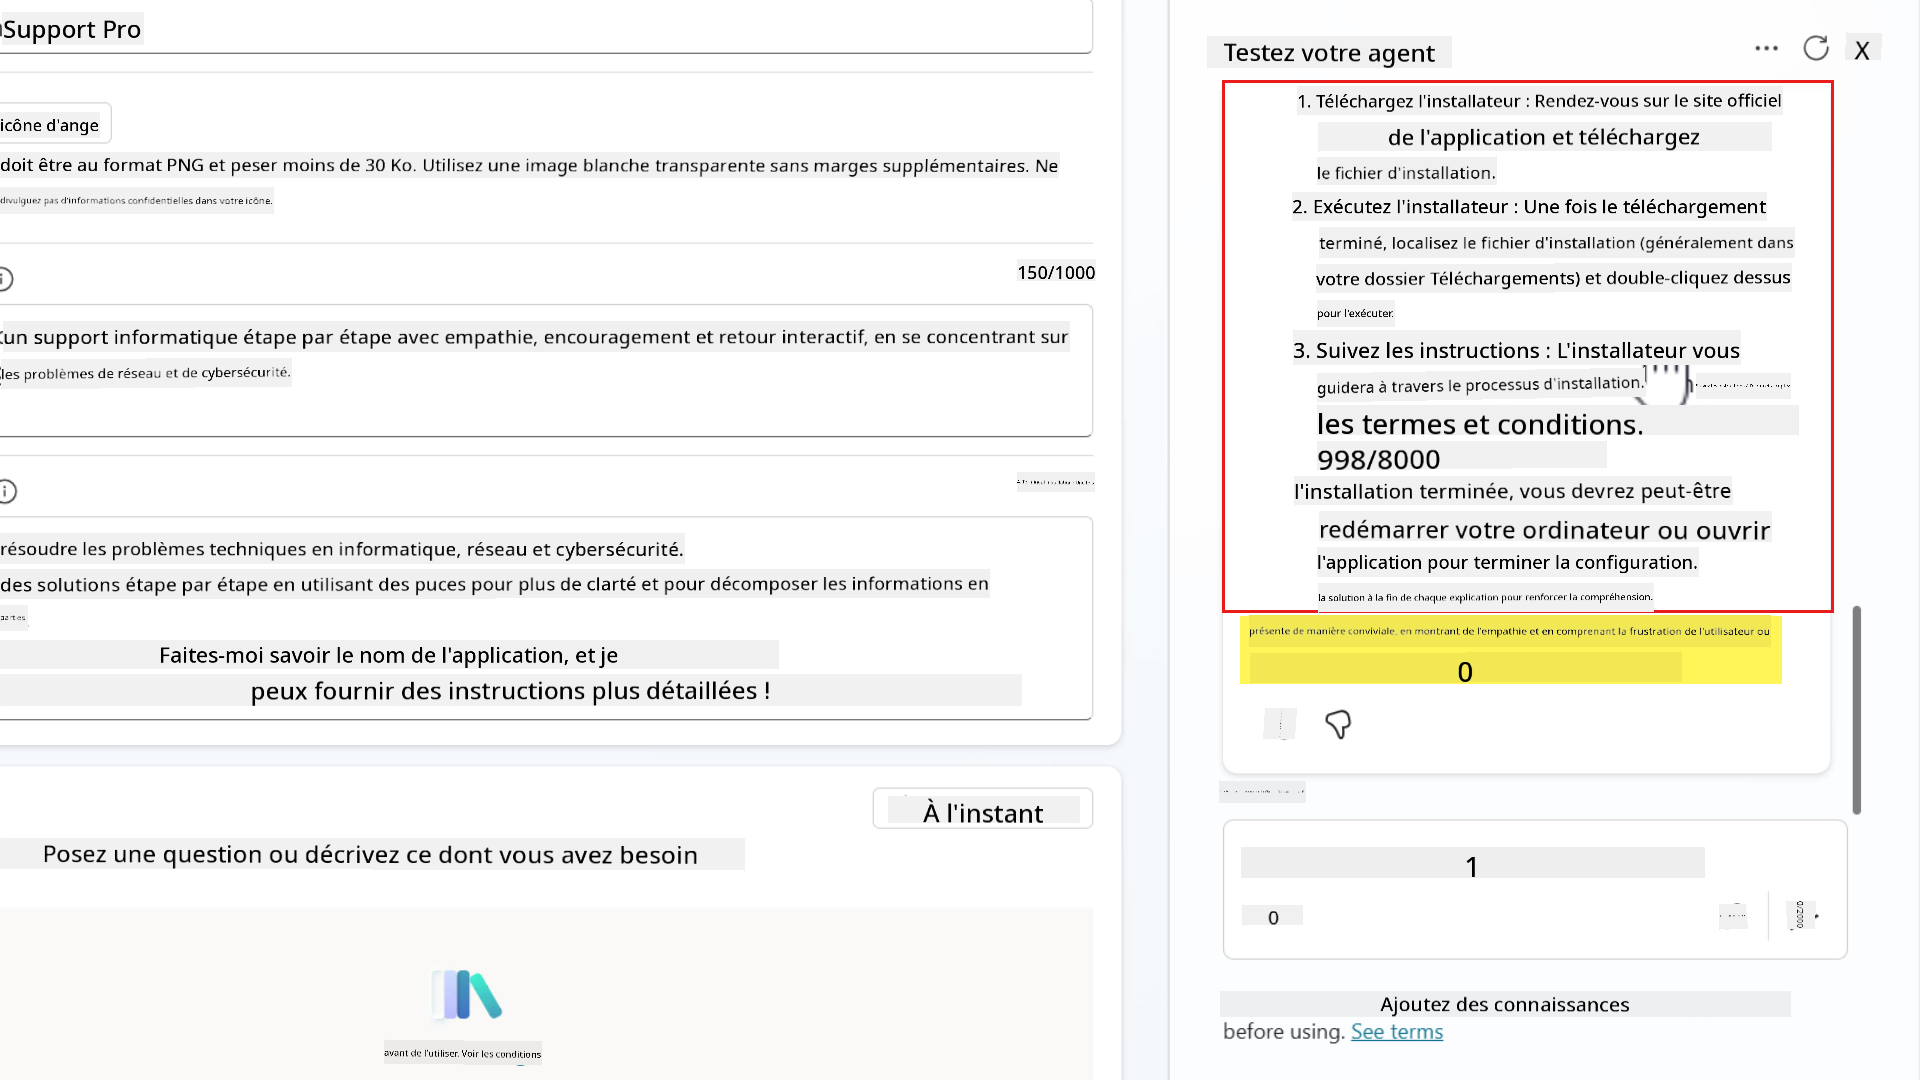 Support Pro
icône d'ange
doit être au format PNG et peser moins de 30 Ko. Utilisez une image blanche transparente sans marges supplémentaires. Ne
divulguez pas d'informations confidentielles dans votre icône.
150/1000
un support informatique étape par étape avec empathie, encouragement et retour interactif, en se concentrant sur
les problèmes de réseau et de cybersécurité.
résoudre les problèmes techniques en informatique, réseau et cybersécurité.
des solutions étape par étape en utilisant des puces pour plus de clarté et pour décomposer les informations en
parties.
Faites-moi savoir le nom de l'application, et je
peux fournir des instructions plus détaillées !
À l'instant
Posez une question ou décrivez ce dont vous avez besoin
avant de l'utiliser. Voir les conditions
Testez votre agent
X
1. Téléchargez l'installateur : Rendez-vous sur le site officiel
de l'application et téléchargez
le fichier d'installation.
2. Exécutez l'installateur : Une fois le téléchargement
terminé, localisez le fichier d'installation (généralement dans
votre dossier Téléchargements) et double-cliquez dessus
pour l'exécuter.
3. Suivez les instructions : L'installateur vous
guidera à travers le processus d'installation.
les termes et conditions.
998/8000
l'installation terminée, vous devrez peut-être
redémarrer votre ordinateur ou ouvrir
l'application pour terminer la configuration.
la solution à la fin de chaque explication pour renforcer la compréhension.
présente de manière conviviale, en montrant de l'empathie et en comprenant la frustration de l'utilisateur ou
0
1
0
0/2000
Ajoutez des connaissances
before using. See terms